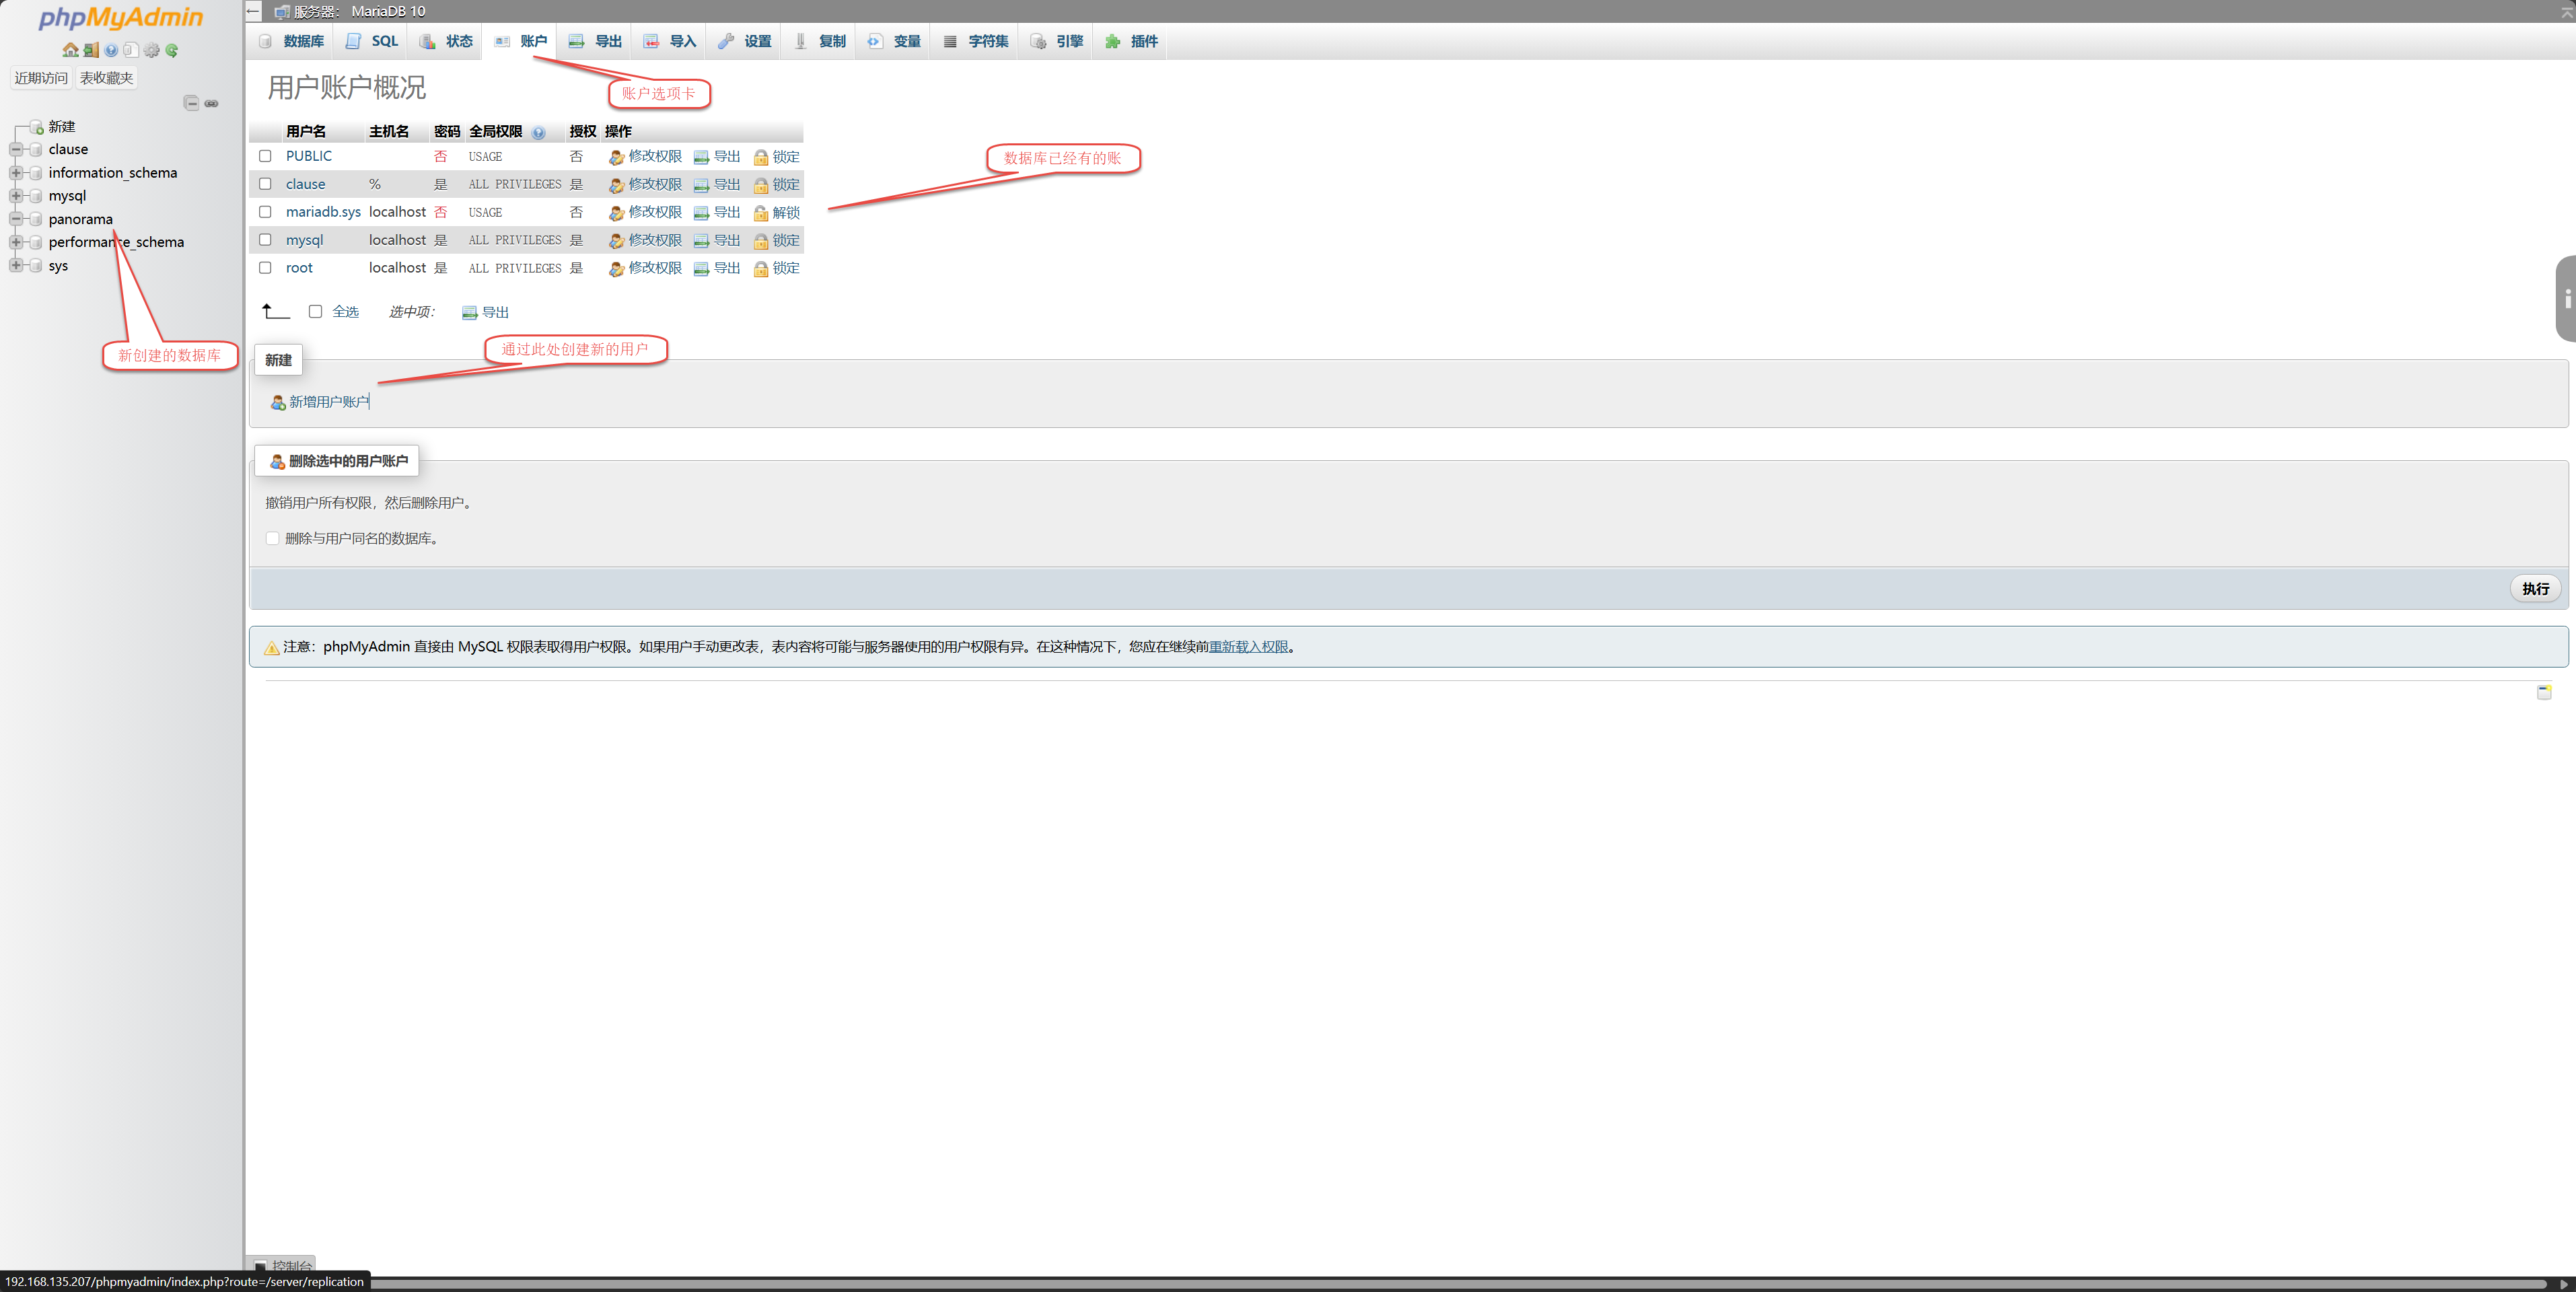 phpMyAdmin
近期访问 表收藏夹
新建
clause
information_schema
mysql
panorama
performance_schema
sys
新创建的数据库
服务器: MariaDB 10
数据库 SQL 状态 账户 导出 导入 设置 复制 变量 字符集 引擎 插件
账户选项卡
用户账户概况
用户名 主机名 密码 全局权限 授权 操作
PUBLIC 否 USAGE 否 修改权限 导出 锁定
clause % 是 ALL PRIVILEGES 是 修改权限 导出 锁定
mariadb.sys localhost 否 USAGE 否 修改权限 导出 解锁
mysql localhost 是 ALL PRIVILEGES 是 修改权限 导出 锁定
root localhost 是 ALL PRIVILEGES 是 修改权限 导出 锁定
数据库已经有的账
全选 选中项: 导出
通过此处创建新的用户
新建
新增用户账户
删除选中的用户账户
撤销用户所有权限，然后删除用户。
删除与用户同名的数据库。
执行
注意：phpMyAdmin 直接由 MySQL 权限表取得用户权限。如果用户手动更改表，表内容将可能与服务器使用的用户权限有异。在这种情况下，您应在继续前重新载入权限。
控制台
192.168.135.207/phpmyadmin/index.php?route=/server/replication